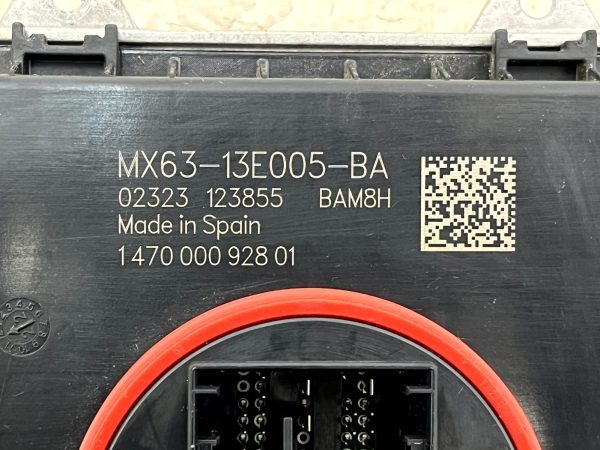 MX63-13E005-BA
02323 123855 BAM8H
Made in Spain
1 470 000 928 01